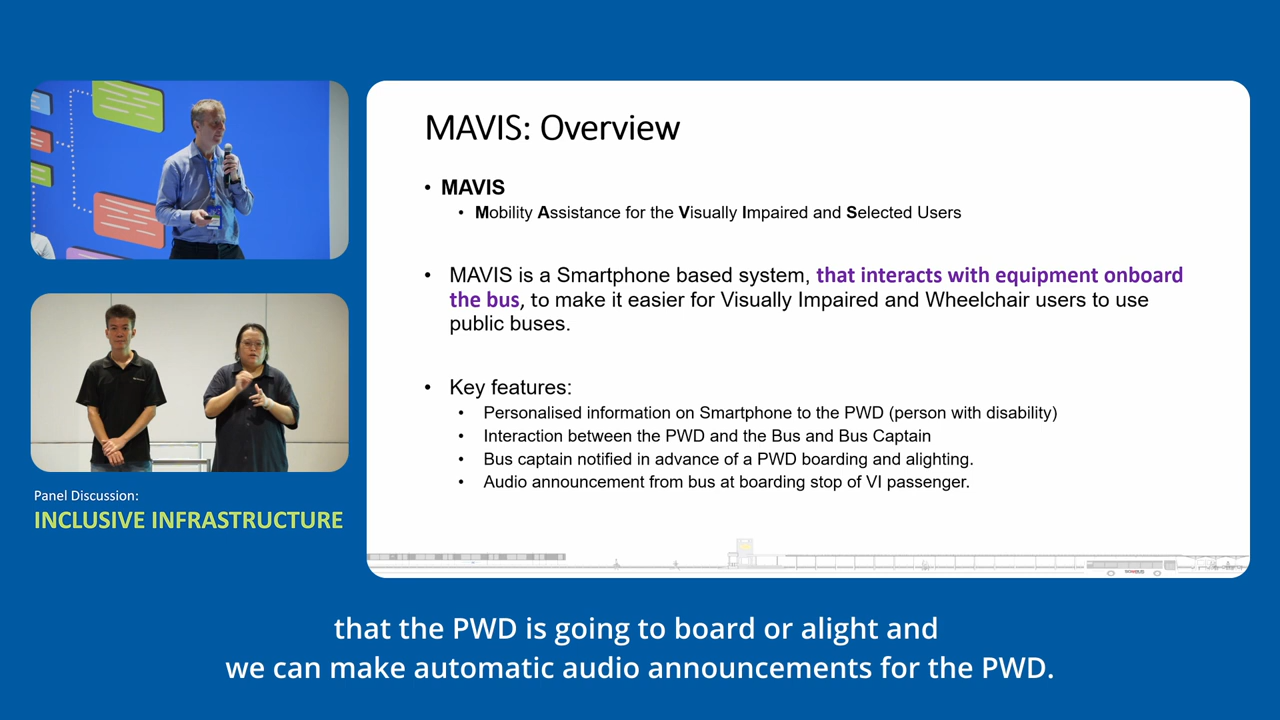 MAVIS: Overview
• MAVIS
• Mobility Assistance for the Visually Impaired and Selected Users
• MAVIS is a Smartphone based system, that interacts with equipment onboard
the bus, to make it easier for Visually Impaired and Wheelchair users to use
public buses.
• Key features:
• Personalised information on Smartphone to the PWD (person with disability)
• Interaction between the PWD and the Bus and Bus Captain
• Bus captain notified in advance of a PWD boarding and alighting.
• Audio announcement from bus at boarding stop of VI passenger.
Panel Discussion:
INCLUSIVE INFRASTRUCTURE
that the PWD is going to board or alight and
we can make automatic audio announcements for the PWD.